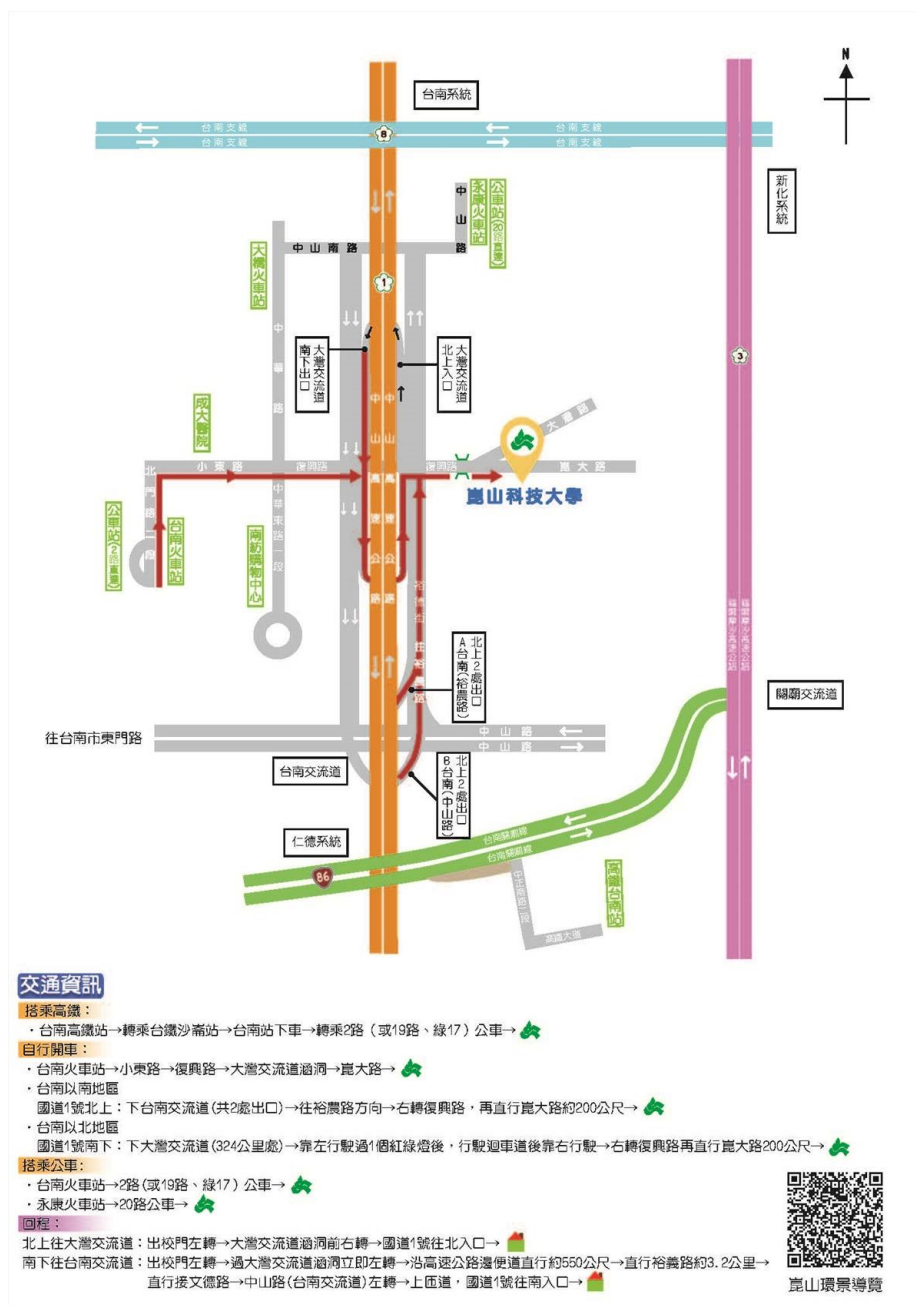 N
台南系統
8
台南支線
台南支線
台南支線
台南支線
新化系統
中山路
永康火車站
公車站(20路直達)
中山南路
大橋火車站
1
3
中華路
大灣交流道
南下出口
大灣交流道
北上入口
中山高速公路
中山高速公路
成大醫院
小東路
復興路
復興路
大灣路
崑大路
崑山科技大學
北門路二段
公車站(2路直達)
台南火車站
中華東路一段
南紡購物中心
福爾摩沙高速公路
福爾摩沙高速公路
北上2處出口
A台南(裕農路)
關廟交流道
往台南市東門路
中山路
中山路
台南交流道
北上2處出口
B台南(中山路)
仁德系統
台南關廟線
台南關廟線
86
中正南路二段
高鐵台南站
高鐵大道
交通資訊
搭乘高鐵：
・台南高鐵站→轉乘台鐵沙崙站→台南站下車→轉乘2路（或19路、綠17）公車→
自行開車：
・台南火車站→小東路→復興路→大灣交流道涵洞→崑大路→
・台南以南地區
國道1號北上：下台南交流道(共2處出口)→往裕農路方向→右轉復興路，再直行崑大路約200公尺→
・台南以北地區
國道1號南下：下大灣交流道(324公里處)→靠左行駛過1個紅綠燈後，行駛迴車道後靠右行駛→右轉復興路再直行崑大路200公尺→
搭乘公車：
・台南火車站→2路(或19路、綠17）公車→
・永康火車站→20路公車→
回程：
北上往大灣交流道：出校門左轉→大灣交流道涵洞前右轉→國道1號往北入口→
南下往台南交流道：出校門左轉→過大灣交流道涵洞立即左轉→沿高速公路邊便道直行約550公尺→直行裕義路約3.2公里→
直行接文德路→中山路(台南交流道)左轉→上匝道，國道1號往南入口→
崑山環景導覽